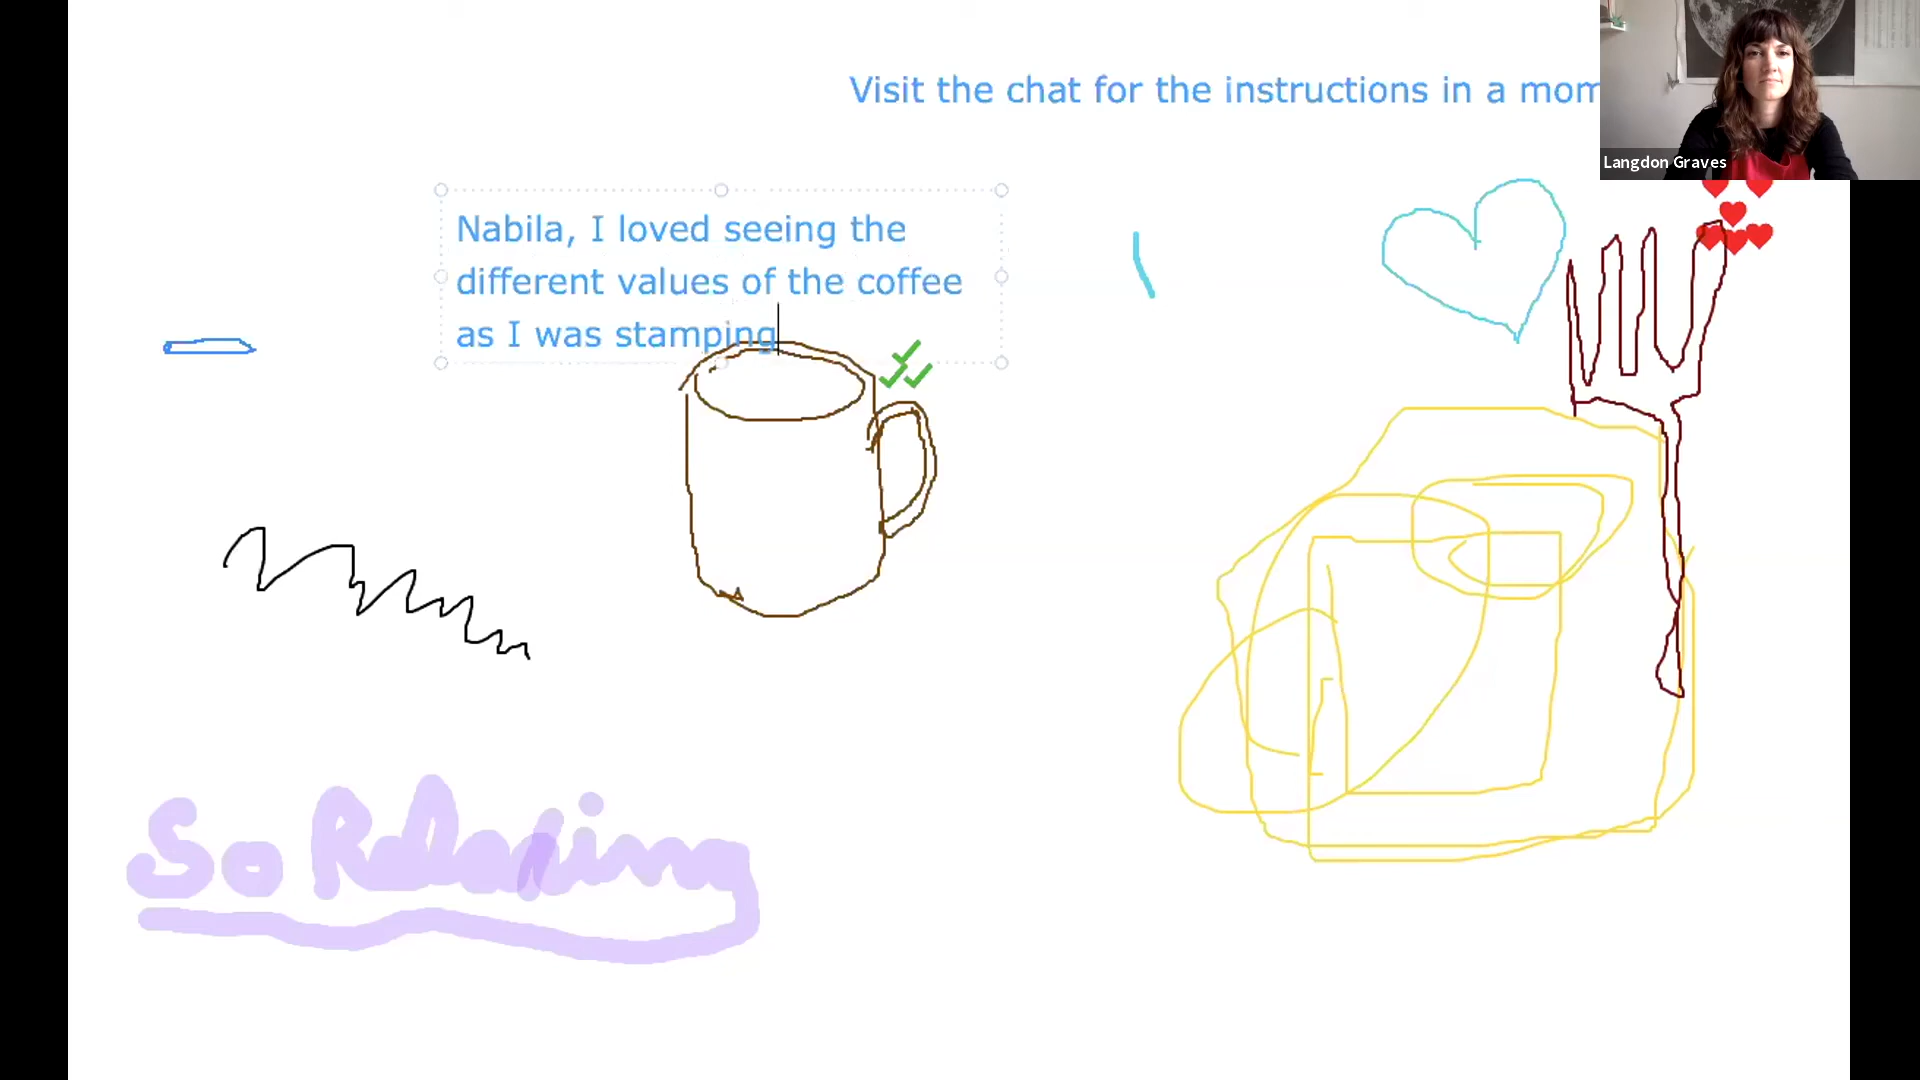 Visit the chat for the instructions in a mom
Langdon Graves
Nabila, I loved seeing the
different values of the coffee
as I was stamping
So Relaxing